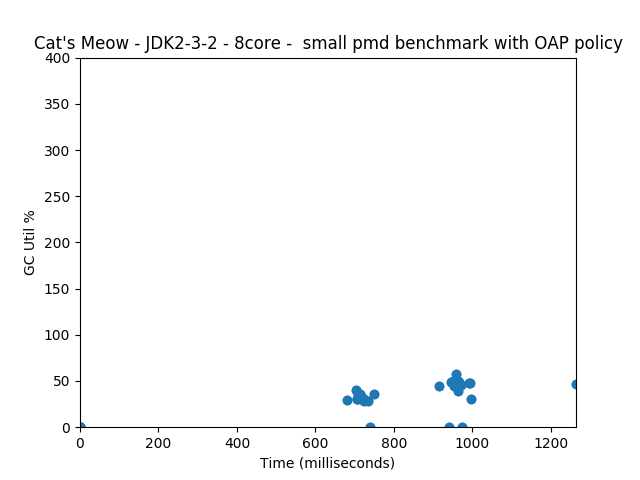 Cat's Meow - JDK2-3-2 - 8core -  small pmd benchmark with OAP policy
400
350
300
250
200
150
100
50
0
GC Util %
0 200 400 600 800 1000 1200
Time (milliseconds)